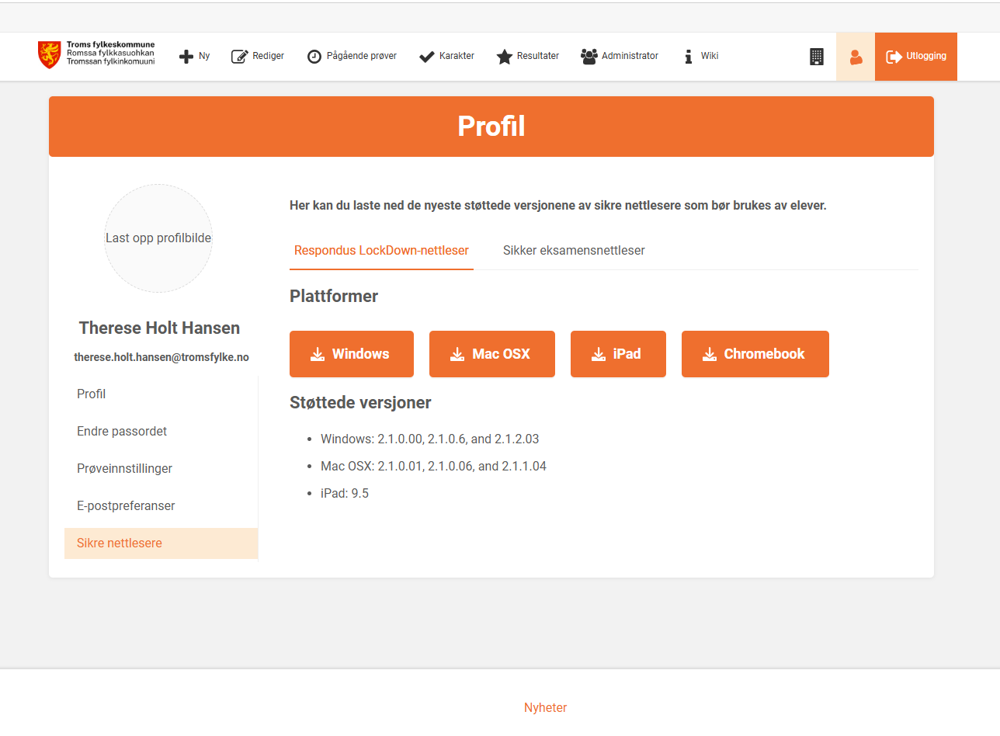 Troms fylkeskommune
Romssa fylkkasuohkan
Tromssan fylkinkomuuni
Ny
Rediger
Pågående prøver
Karakter
Resultater
Administrator
Wiki
Utlogging
Profil
Last opp profilbilde
Therese Holt Hansen
therese.holt.hansen@tromsfylke.no
Profil
Endre passordet
Prøveinnstillinger
E-postpreferanser
Sikre nettlesere
Her kan du laste ned de nyeste støttede versjonene av sikre nettlesere som bør brukes av elever.
Respondus LockDown-nettleser
Sikker eksamensnettleser
Plattformer
Windows
Mac OSX
iPad
Chromebook
Støttede versjoner
• Windows: 2.1.0.00, 2.1.0.6, and 2.1.2.03
• Mac OSX: 2.1.0.01, 2.1.0.06, and 2.1.1.04
• iPad: 9.5
Nyheter